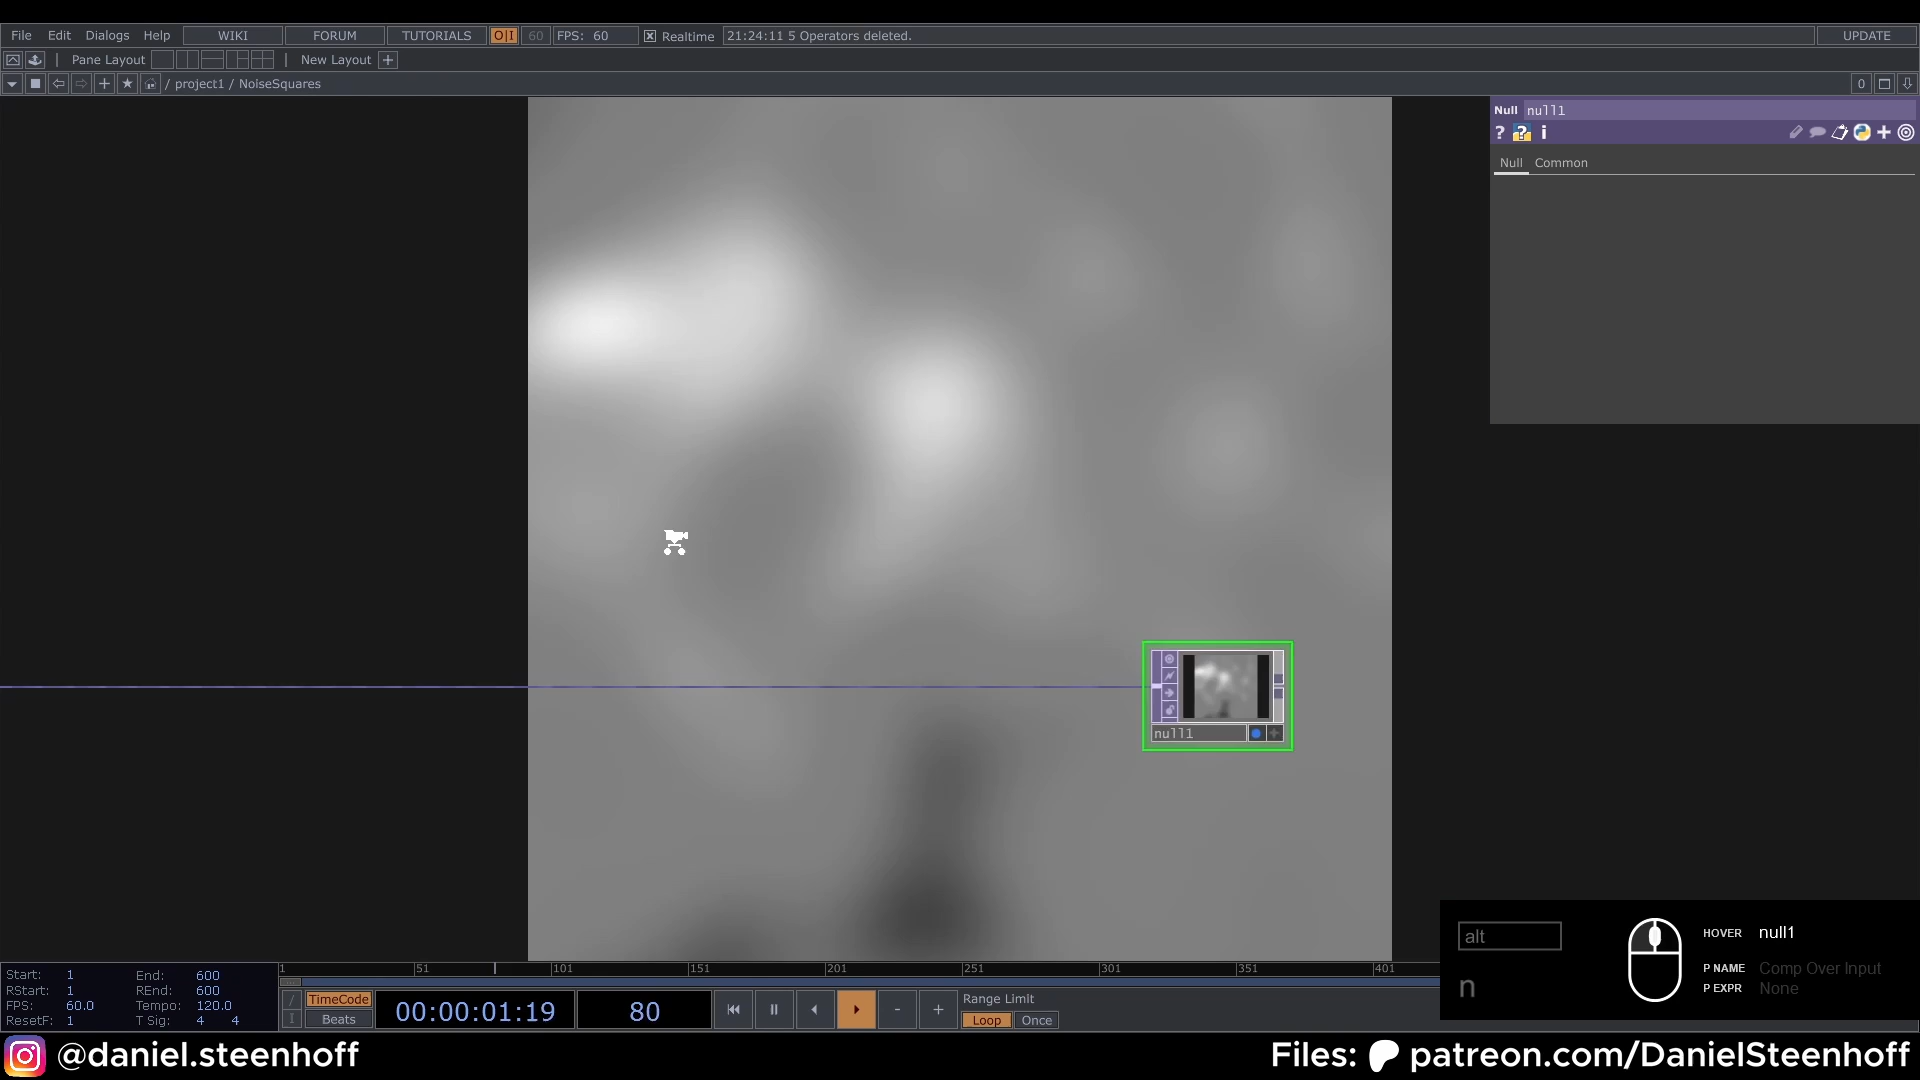 File Edit Dialogs Help WIKI FORUM TUTORIALS O|I 60 FPS: 60 Realtime 21:24:11 5 Operators deleted. UPDATE
Pane Layout New Layout +
/ project1 / NoiseSquares 0
Null null1
? ? i
Null Common
null1
1 51 101 151 201 251 301 351 401
Start: 1 End: 600
RStart: 1 REnd: 600
FPS: 60.0 Tempo: 120.0
ResetF: 1 T Sig: 4 4
/ TimeCode
I Beats
00:00:01:19 80 - +
Range Limit
Loop Once
alt
n
HOVER null1
P NAME Comp Over Input
P EXPR None
@daniel.steenhoff
Files: patreon.com/DanielSteenhoff